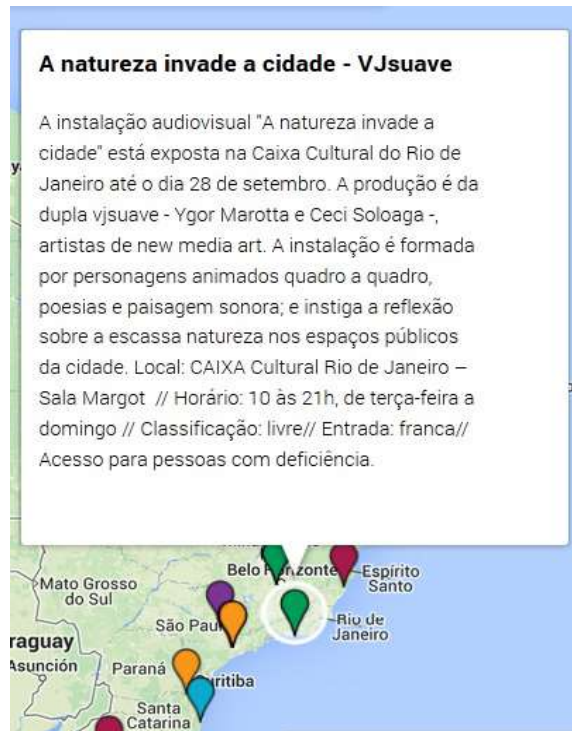 A natureza invade a cidade - VJsuave
A instalação audiovisual "A natureza invade a
cidade" está exposta na Caixa Cultural do Rio de
Janeiro até o dia 28 de setembro. A produção é da
dupla vjsuave - Ygor Marotta e Ceci Soloaga -,
artistas de new media art. A instalação é formada
por personagens animados quadro a quadro,
poesias e paisagem sonora; e instiga a reflexão
sobre a escassa natureza nos espaços públicos
da cidade. Local: CAIXA Cultural Rio de Janeiro –
Sala Margot // Horário: 10 às 21h, de terça-feira a
domingo // Classificação: livre// Entrada: franca//
Acesso para pessoas com deficiência.
Belo Horizonte
Espírito
Santo
Mato Grosso
do Sul
São Pau
Rio de
Janeiro
raguay
Asunción
Paraná
uritiba
Santa
Catarina